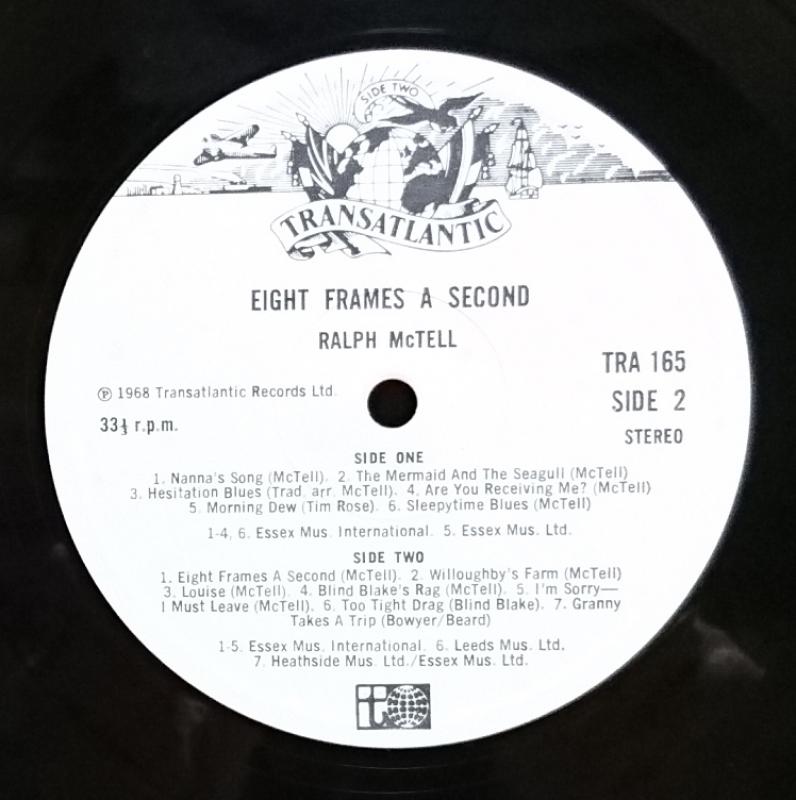 SIDE TWO
TRANSATLANTIC
EIGHT FRAMES A SECOND
RALPH McTELL
TRA 165
℗ 1968 Transatlantic Records Ltd.
SIDE 2
33⅓ r.p.m.
STEREO
SIDE ONE
1. Nanna's Song (McTell). 2. The Mermaid And The Seagull (McTell)
3. Hesitation Blues (Trad. arr. McTell). 4. Are You Receiving Me? (McTell)
5. Morning Dew (Tim Rose). 6. Sleepytime Blues (McTell)
1-4, 6. Essex Mus. International. 5. Essex Mus. Ltd.
SIDE TWO
1. Eight Frames A Second (McTell). 2. Willoughby's Farm (McTell)
3. Louise (McTell). 4. Blind Blake's Rag (McTell). 5. I'm Sorry—
I Must Leave (McTell). 6. Too Tight Drag (Blind Blake). 7. Granny
Takes A Trip (Bowyer/Beard)
1-5. Essex Mus. International. 6. Leeds Mus. Ltd.
7. Heathside Mus. Ltd./Essex Mus. Ltd.
it